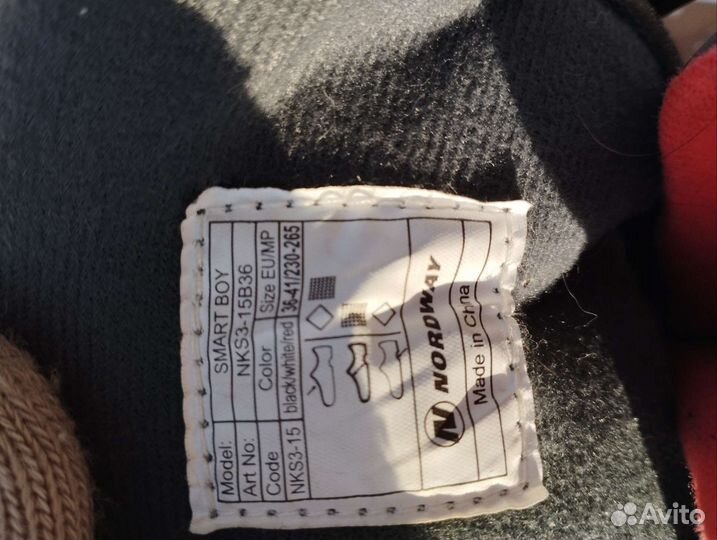 Model: SMART BOY
Art No: NKS3-15B36
Code Color Size EU/MP
NKS3-15 black/white/red 36-41/230-265
N NORDWAY
Made in China
Avito